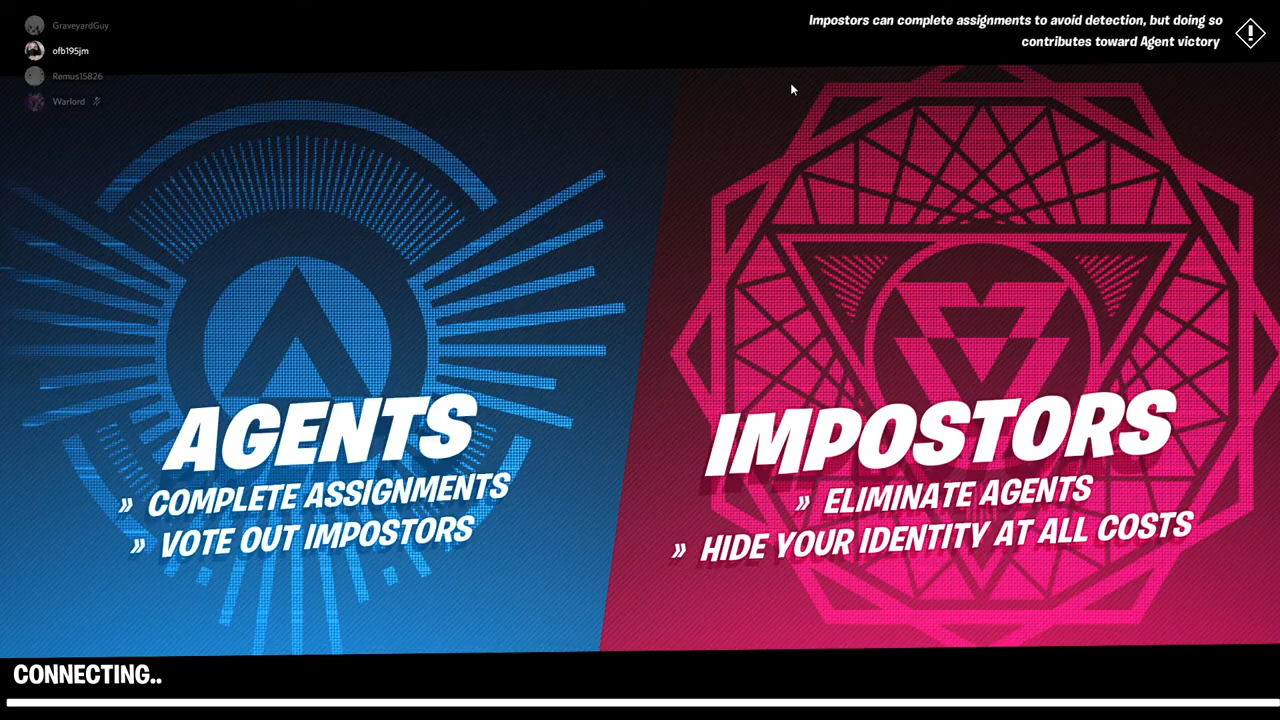 GraveyardGuy
ofb195jm
Remus15826
Warlord
Impostors can complete assignments to avoid detection, but doing so
contributes toward Agent victory
AGENTS
» COMPLETE ASSIGNMENTS
» VOTE OUT IMPOSTORS
IMPOSTORS
» ELIMINATE AGENTS
» HIDE YOUR IDENTITY AT ALL COSTS
CONNECTING..